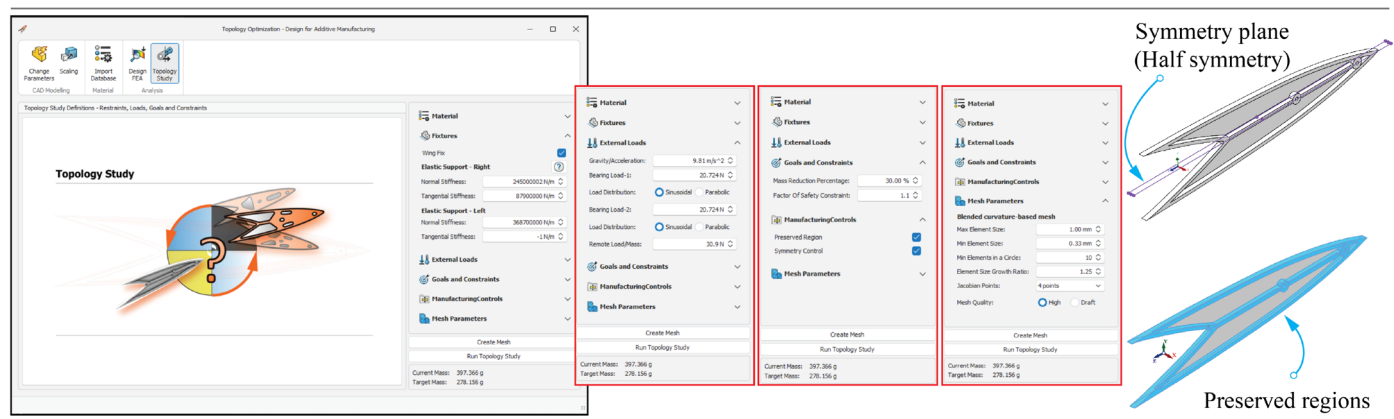 Topology Optimization - Design for Additive Manufacturing
Change Parameters
Scaling
Import Database
Design FEA
Topology Study
CAD Modelling
Material
Analysis
Topology Study Definitions - Restraints, Loads, Goals and Constraints
Topology Study
?
Material
Fixtures
Wing Fix
Elastic Support - Right
?
Normal Stiffness: 245000002 N/m
Tangential Stiffness: 87900000 N/m
Elastic Support - Left
Normal Stiffness: 368700000 N/m
Tangential Stiffness: -1 N/m
External Loads
Goals and Constraints
ManufacturingControls
Mesh Parameters
Create Mesh
Run Topology Study
Current Mass: 397.366 g
Target Mass: 278.156 g
Material
Fixtures
External Loads
Gravity/Acceleration: 9.81 m/s^2
Bearing Load-1: 20.724 N
Load Distribution: Sinusoidal Parabolic
Bearing Load-2: 20.724 N
Load Distribution: Sinusoidal Parabolic
Remote Load/Mass: 30.9 N
Goals and Constraints
ManufacturingControls
Mesh Parameters
Create Mesh
Run Topology Study
Current Mass: 397.366 g
Target Mass: 278.156 g
Material
Fixtures
External Loads
Goals and Constraints
Mass Reduction Percentage: 30.00 %
Factor Of Safety Constraint: 1.1
ManufacturingControls
Preserved Region
Symmetry Control
Mesh Parameters
Create Mesh
Run Topology Study
Current Mass: 397.366 g
Target Mass: 278.156 g
Material
Fixtures
External Loads
Goals and Constraints
ManufacturingControls
Mesh Parameters
Blended curvature-based mesh
Max Element Size: 1.00 mm
Min Element Size: 0.33 mm
Min Elements in a Circle: 10
Element Size Growth Ratio: 1.25
Jacobian Points: 4 points
Mesh Quality: High Draft
Create Mesh
Run Topology Study
Current Mass: 397.366 g
Target Mass: 278.156 g
Symmetry plane
(Half symmetry)
Preserved regions